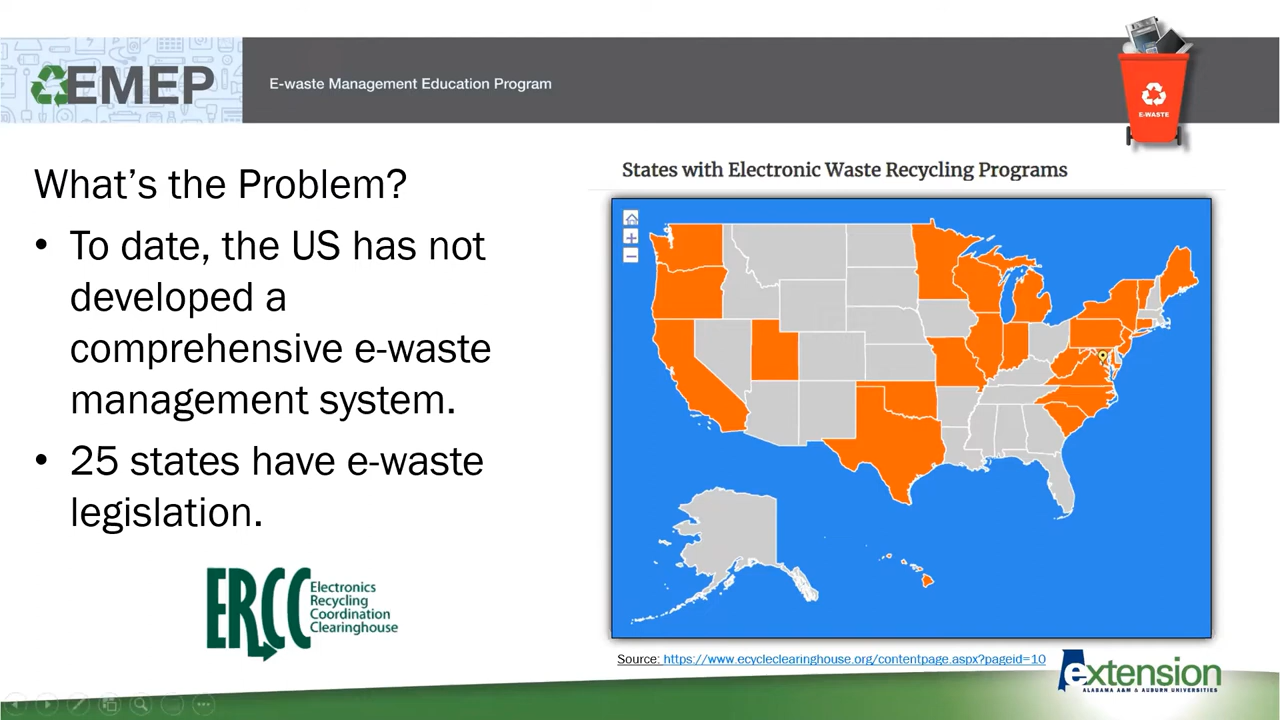 EMEP
E-waste Management Education Program
E-WASTE
What's the Problem?
• To date, the US has not
developed a
comprehensive e-waste
management system.
• 25 states have e-waste
legislation.
ERCC
Electronics
Recycling
Coordination
Clearinghouse
States with Electronic Waste Recycling Programs
Source: https://www.ecycleclearinghouse.org/contentpage.aspx?pageid=10
extension
ALABAMA A&M & AUBURN UNIVERSITIES